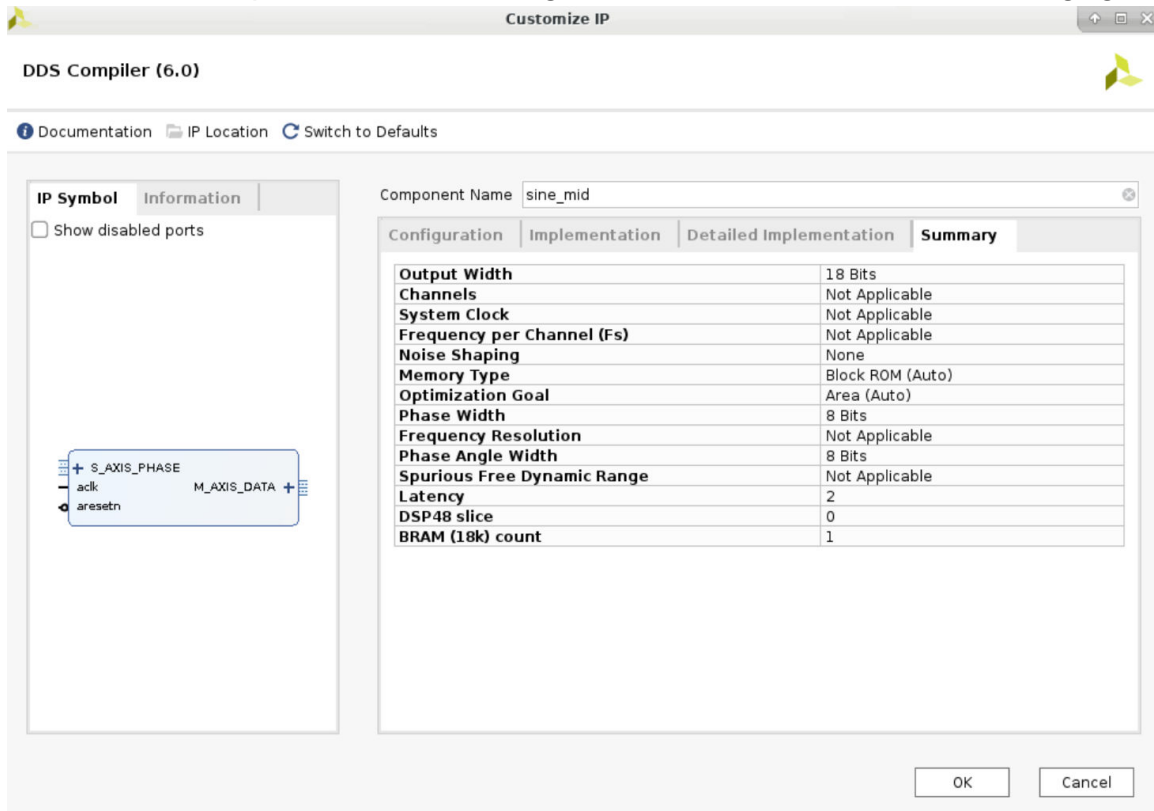 Customize IP
DDS Compiler (6.0)
Documentation IP Location Switch to Defaults
IP Symbol Information
Show disabled ports
+ S_AXIS_PHASE
aclk M_AXIS_DATA +
aresetn
Component Name sine_mid
Configuration Implementation Detailed Implementation Summary
Output Width 18 Bits
Channels Not Applicable
System Clock Not Applicable
Frequency per Channel (Fs) Not Applicable
Noise Shaping None
Memory Type Block ROM (Auto)
Optimization Goal Area (Auto)
Phase Width 8 Bits
Frequency Resolution Not Applicable
Phase Angle Width 8 Bits
Spurious Free Dynamic Range Not Applicable
Latency 2
DSP48 slice 0
BRAM (18k) count 1
OK Cancel